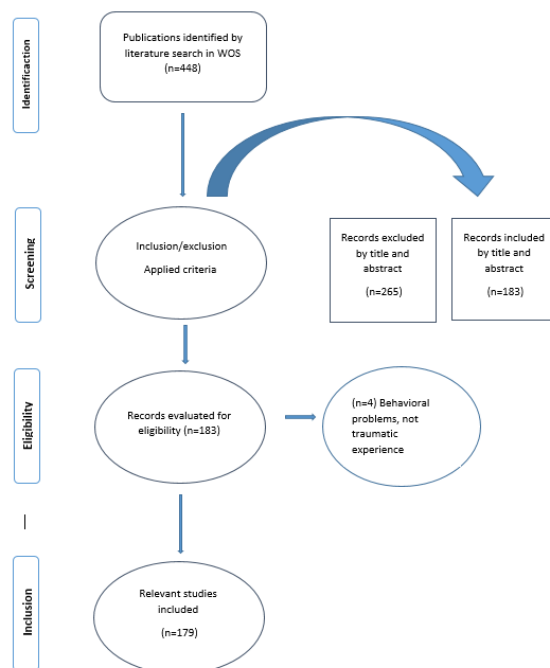 Identificaction
Publications identified by
literature search in WOS
(n=448)
Screening
Inclusion/exclusion
Applied criteria
Records excluded
by title and
abstract
(n=265)
Records included
by title and
abstract
(n=183)
Eligibility
Records evaluated for
eligibility (n=183)
(n=4) Behavioral
problems, not
traumatic
experience
Inclusion
Relevant studies
included
(n=179)